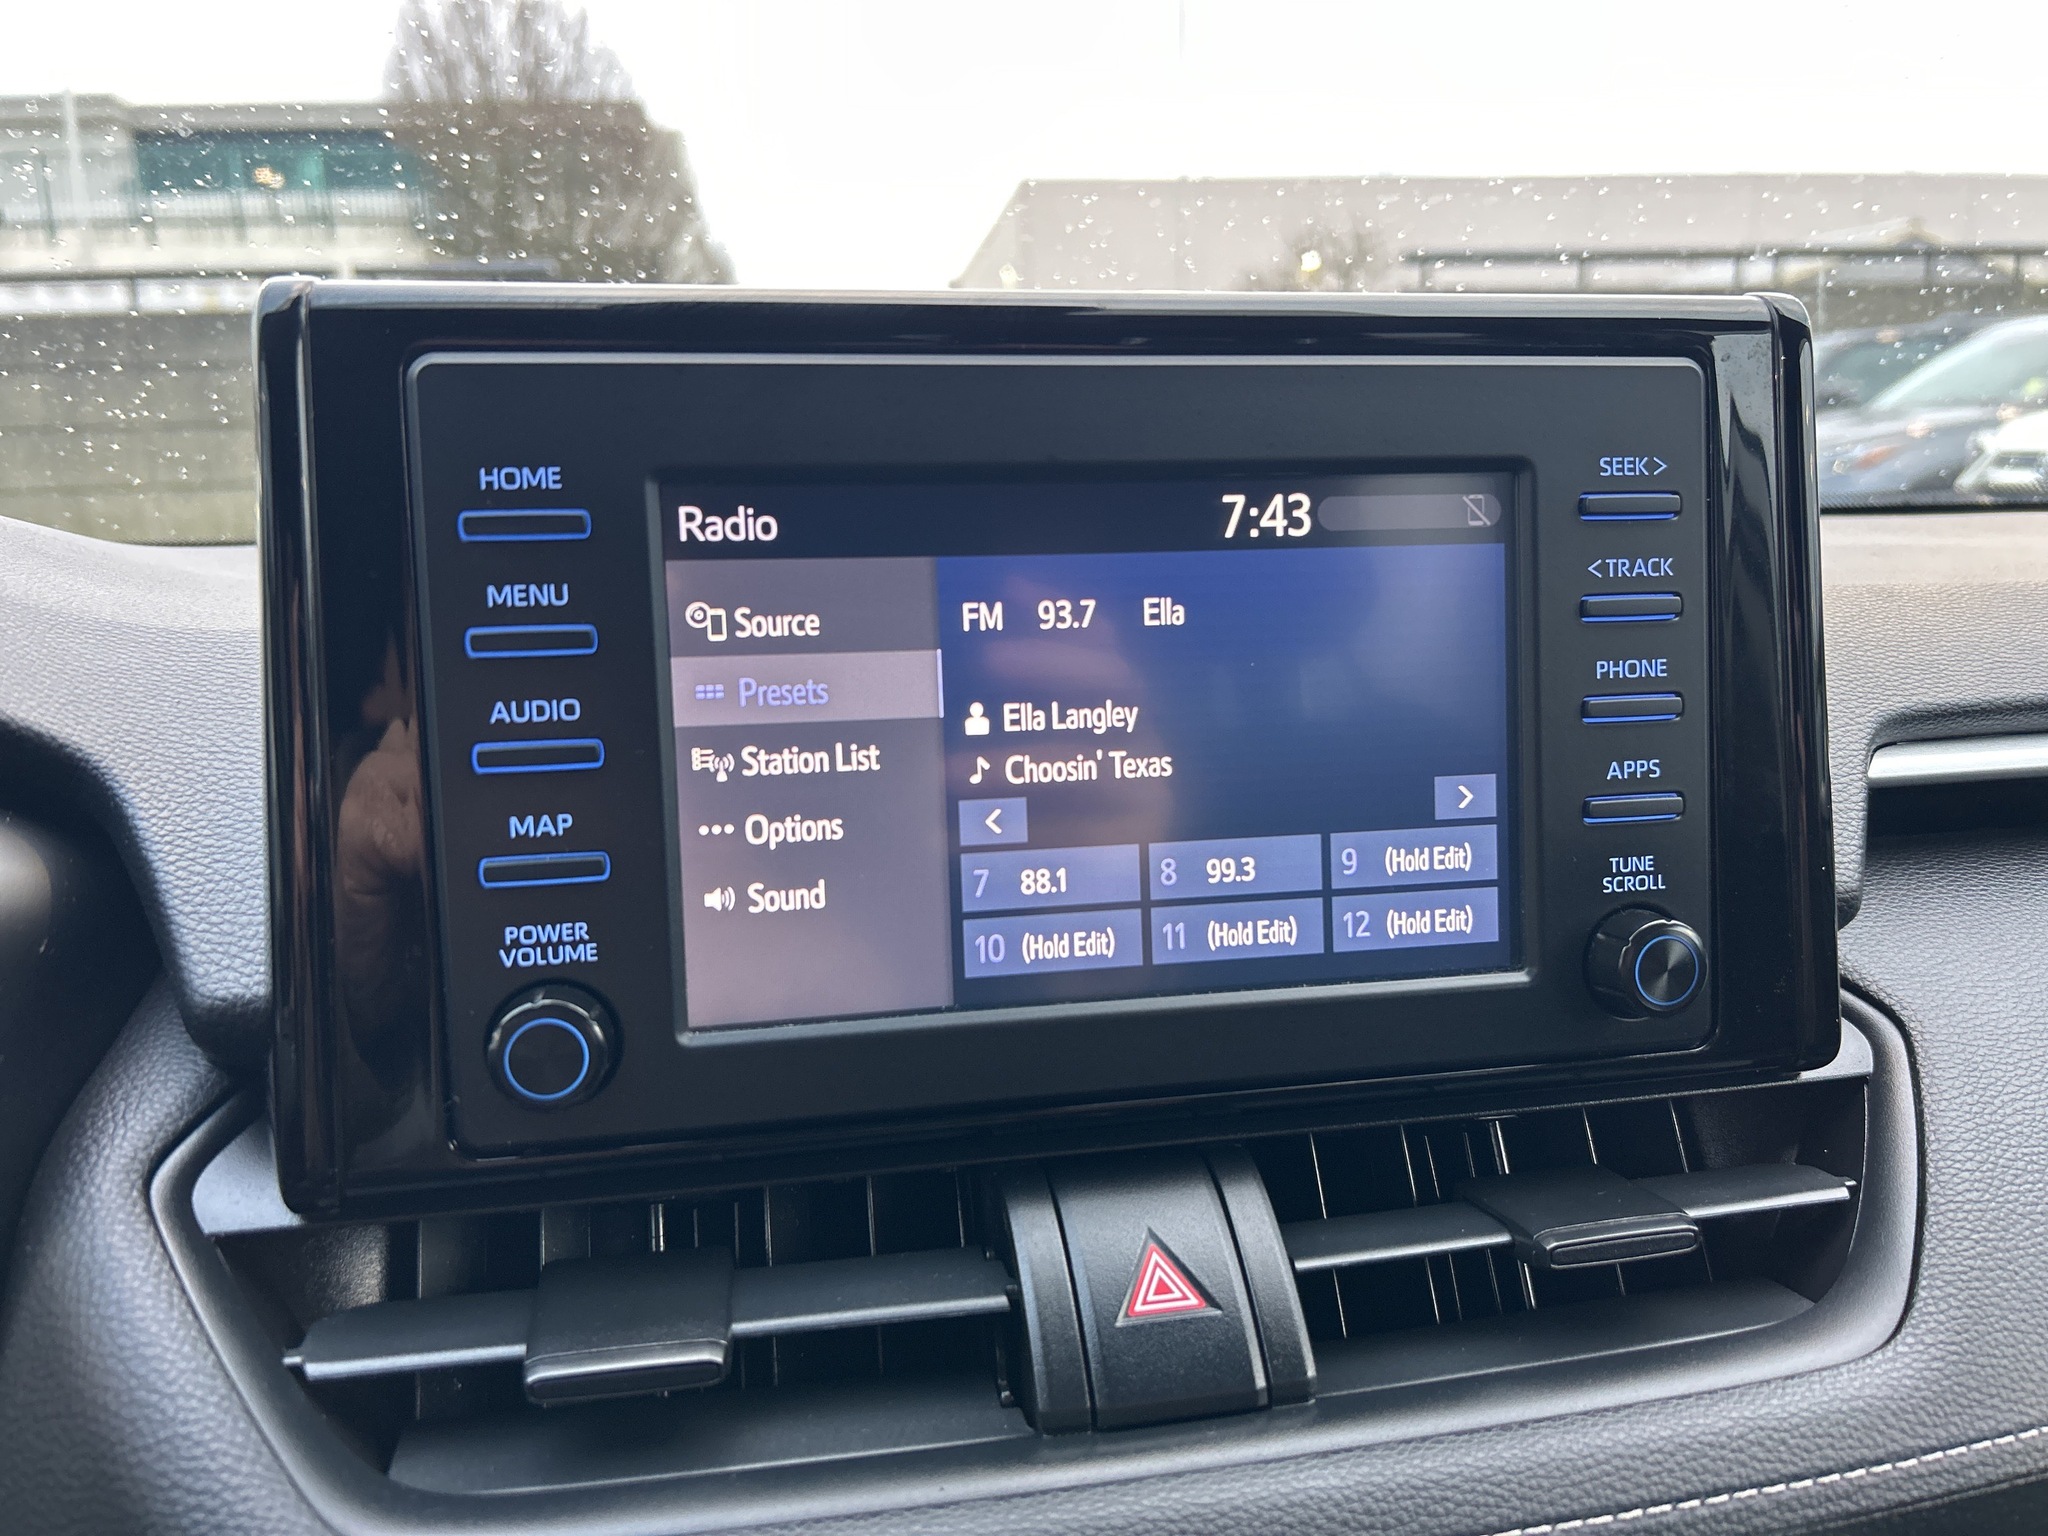 HOME
MENU
AUDIO
MAP
POWER
VOLUME
Radio
7:43
Source
Presets
Station List
Options
Sound
FM 93.7 Ella
Ella Langley
Choosin' Texas
<
>
7 88.1
8 99.3
9 (Hold Edit)
10 (Hold Edit)
11 (Hold Edit)
12 (Hold Edit)
SEEK >
< TRACK
PHONE
APPS
TUNE
SCROLL